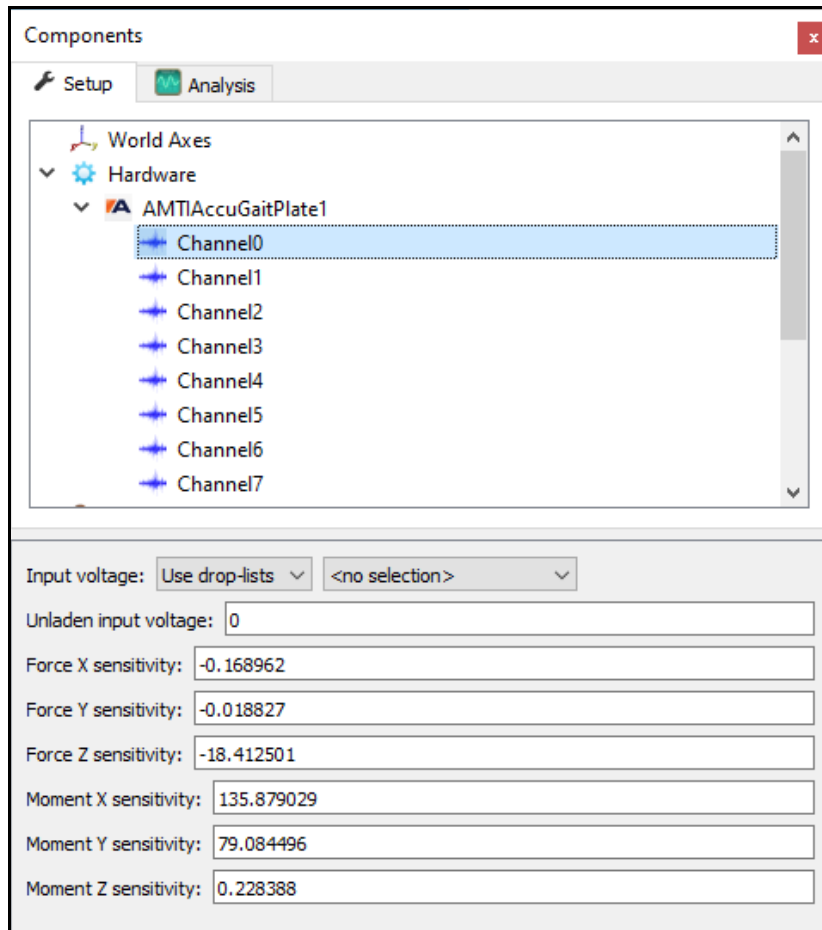 Components
x
Setup
Analysis
World Axes
Hardware
AMTIAccuGaitPlate1
Channel0
Channel1
Channel2
Channel3
Channel4
Channel5
Channel6
Channel7
Input voltage: Use drop-lists <no selection>
Unladen input voltage: 0
Force X sensitivity: -0.168962
Force Y sensitivity: -0.018827
Force Z sensitivity: -18.412501
Moment X sensitivity: 135.879029
Moment Y sensitivity: 79.084496
Moment Z sensitivity: 0.228388